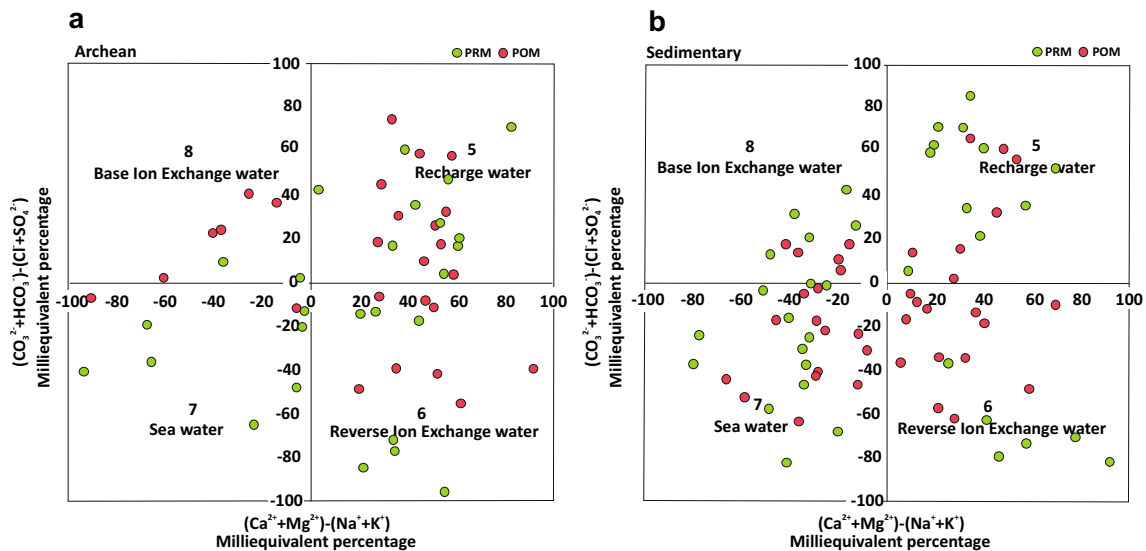 a
Archean
PRM POM
100
80
60
40
20
0
-20
-40
-60
-80
-100
-100 -80 -60 -40 -20 0 20 40 60 80 100
8
Base Ion Exchange water
5
Recharge water
7
Sea water
6
Reverse Ion Exchange water
(CO₃²⁻+HCO₃⁻)-(Cl⁻+SO₄²⁻)
Milliequivalent percentage
(Ca²⁺+Mg²⁺)-(Na⁺+K⁺)
Milliequivalent percentage
b
Sedimentary
PRM POM
100
80
60
40
20
0
-20
-40
-60
-80
-100
-100 -80 -60 -40 -20 0 20 40 60 80 100
8
Base Ion Exchange water
5
Recharge water
7
Sea water
6
Reverse Ion Exchange water
(CO₃²⁻+HCO₃⁻)-(Cl⁻+SO₄²⁻)
Milliequivalent percentage
(Ca²⁺+Mg²⁺)-(Na⁺+K⁺)
Milliequivalent percentage